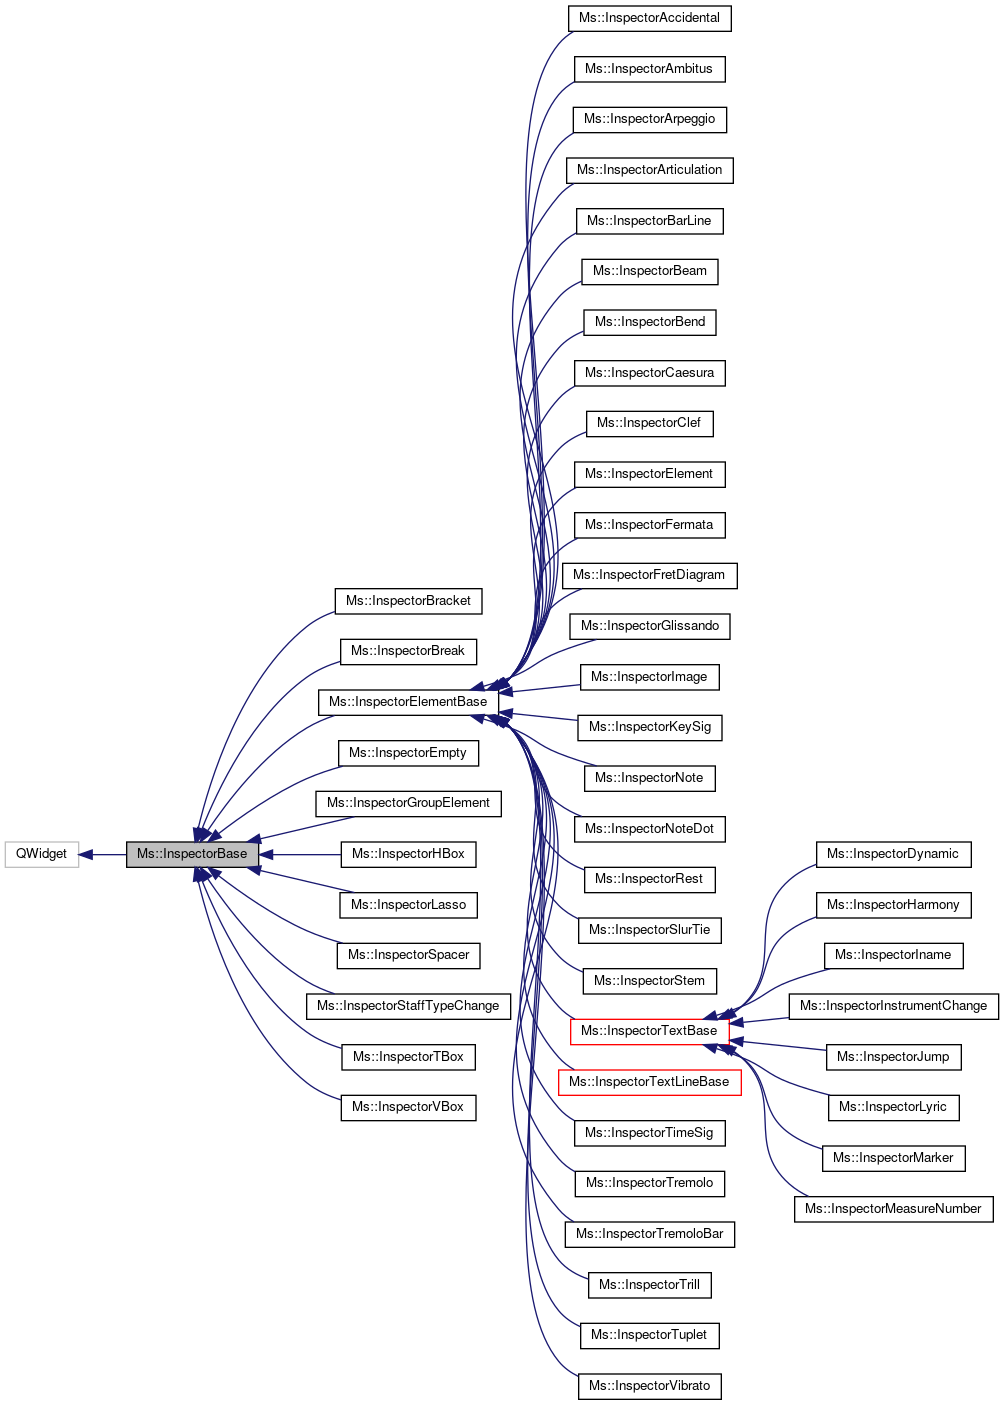 QWidget
Ms::InspectorBase
Ms::InspectorBracket
Ms::InspectorBreak
Ms::InspectorElementBase
Ms::InspectorEmpty
Ms::InspectorGroupElement
Ms::InspectorHBox
Ms::InspectorLasso
Ms::InspectorSpacer
Ms::InspectorStaffTypeChange
Ms::InspectorTBox
Ms::InspectorVBox
Ms::InspectorAccidental
Ms::InspectorAmbitus
Ms::InspectorArpeggio
Ms::InspectorArticulation
Ms::InspectorBarLine
Ms::InspectorBeam
Ms::InspectorBend
Ms::InspectorCaesura
Ms::InspectorClef
Ms::InspectorElement
Ms::InspectorFermata
Ms::InspectorFretDiagram
Ms::InspectorGlissando
Ms::InspectorImage
Ms::InspectorKeySig
Ms::InspectorNote
Ms::InspectorNoteDot
Ms::InspectorRest
Ms::InspectorSlurTie
Ms::InspectorStem
Ms::InspectorTextBase
Ms::InspectorTextLineBase
Ms::InspectorTimeSig
Ms::InspectorTremolo
Ms::InspectorTremoloBar
Ms::InspectorTrill
Ms::InspectorTuplet
Ms::InspectorVibrato
Ms::InspectorDynamic
Ms::InspectorHarmony
Ms::InspectorIname
Ms::InspectorInstrumentChange
Ms::InspectorJump
Ms::InspectorLyric
Ms::InspectorMarker
Ms::InspectorMeasureNumber